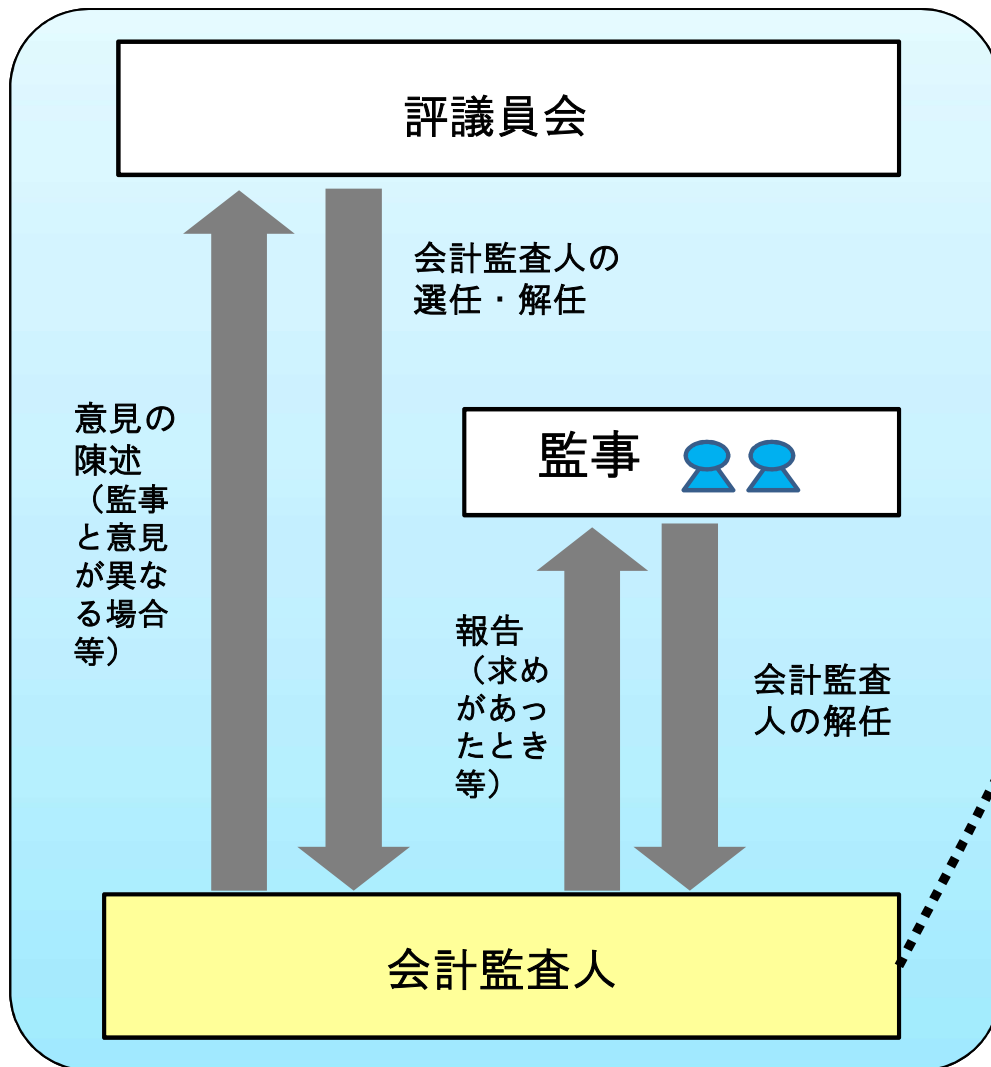 評議員会
会計監査人の
選任・解任
意見の
陳述
（監事
と意見
が異な
る場合
等）
監事
報告
（求め
があっ
たとき
等）
会計監査
人の解任
会計監査人